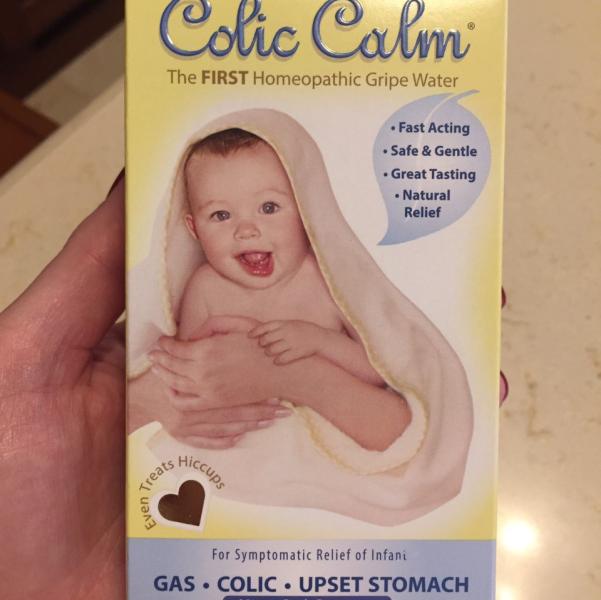 Colic Calm®
The FIRST Homeopathic Gripe Water
• Fast Acting
• Safe & Gentle
• Great Tasting
• Natural
Relief
Even Treats Hiccups
For Symptomatic Relief of Infant
GAS • COLIC • UPSET STOMACH